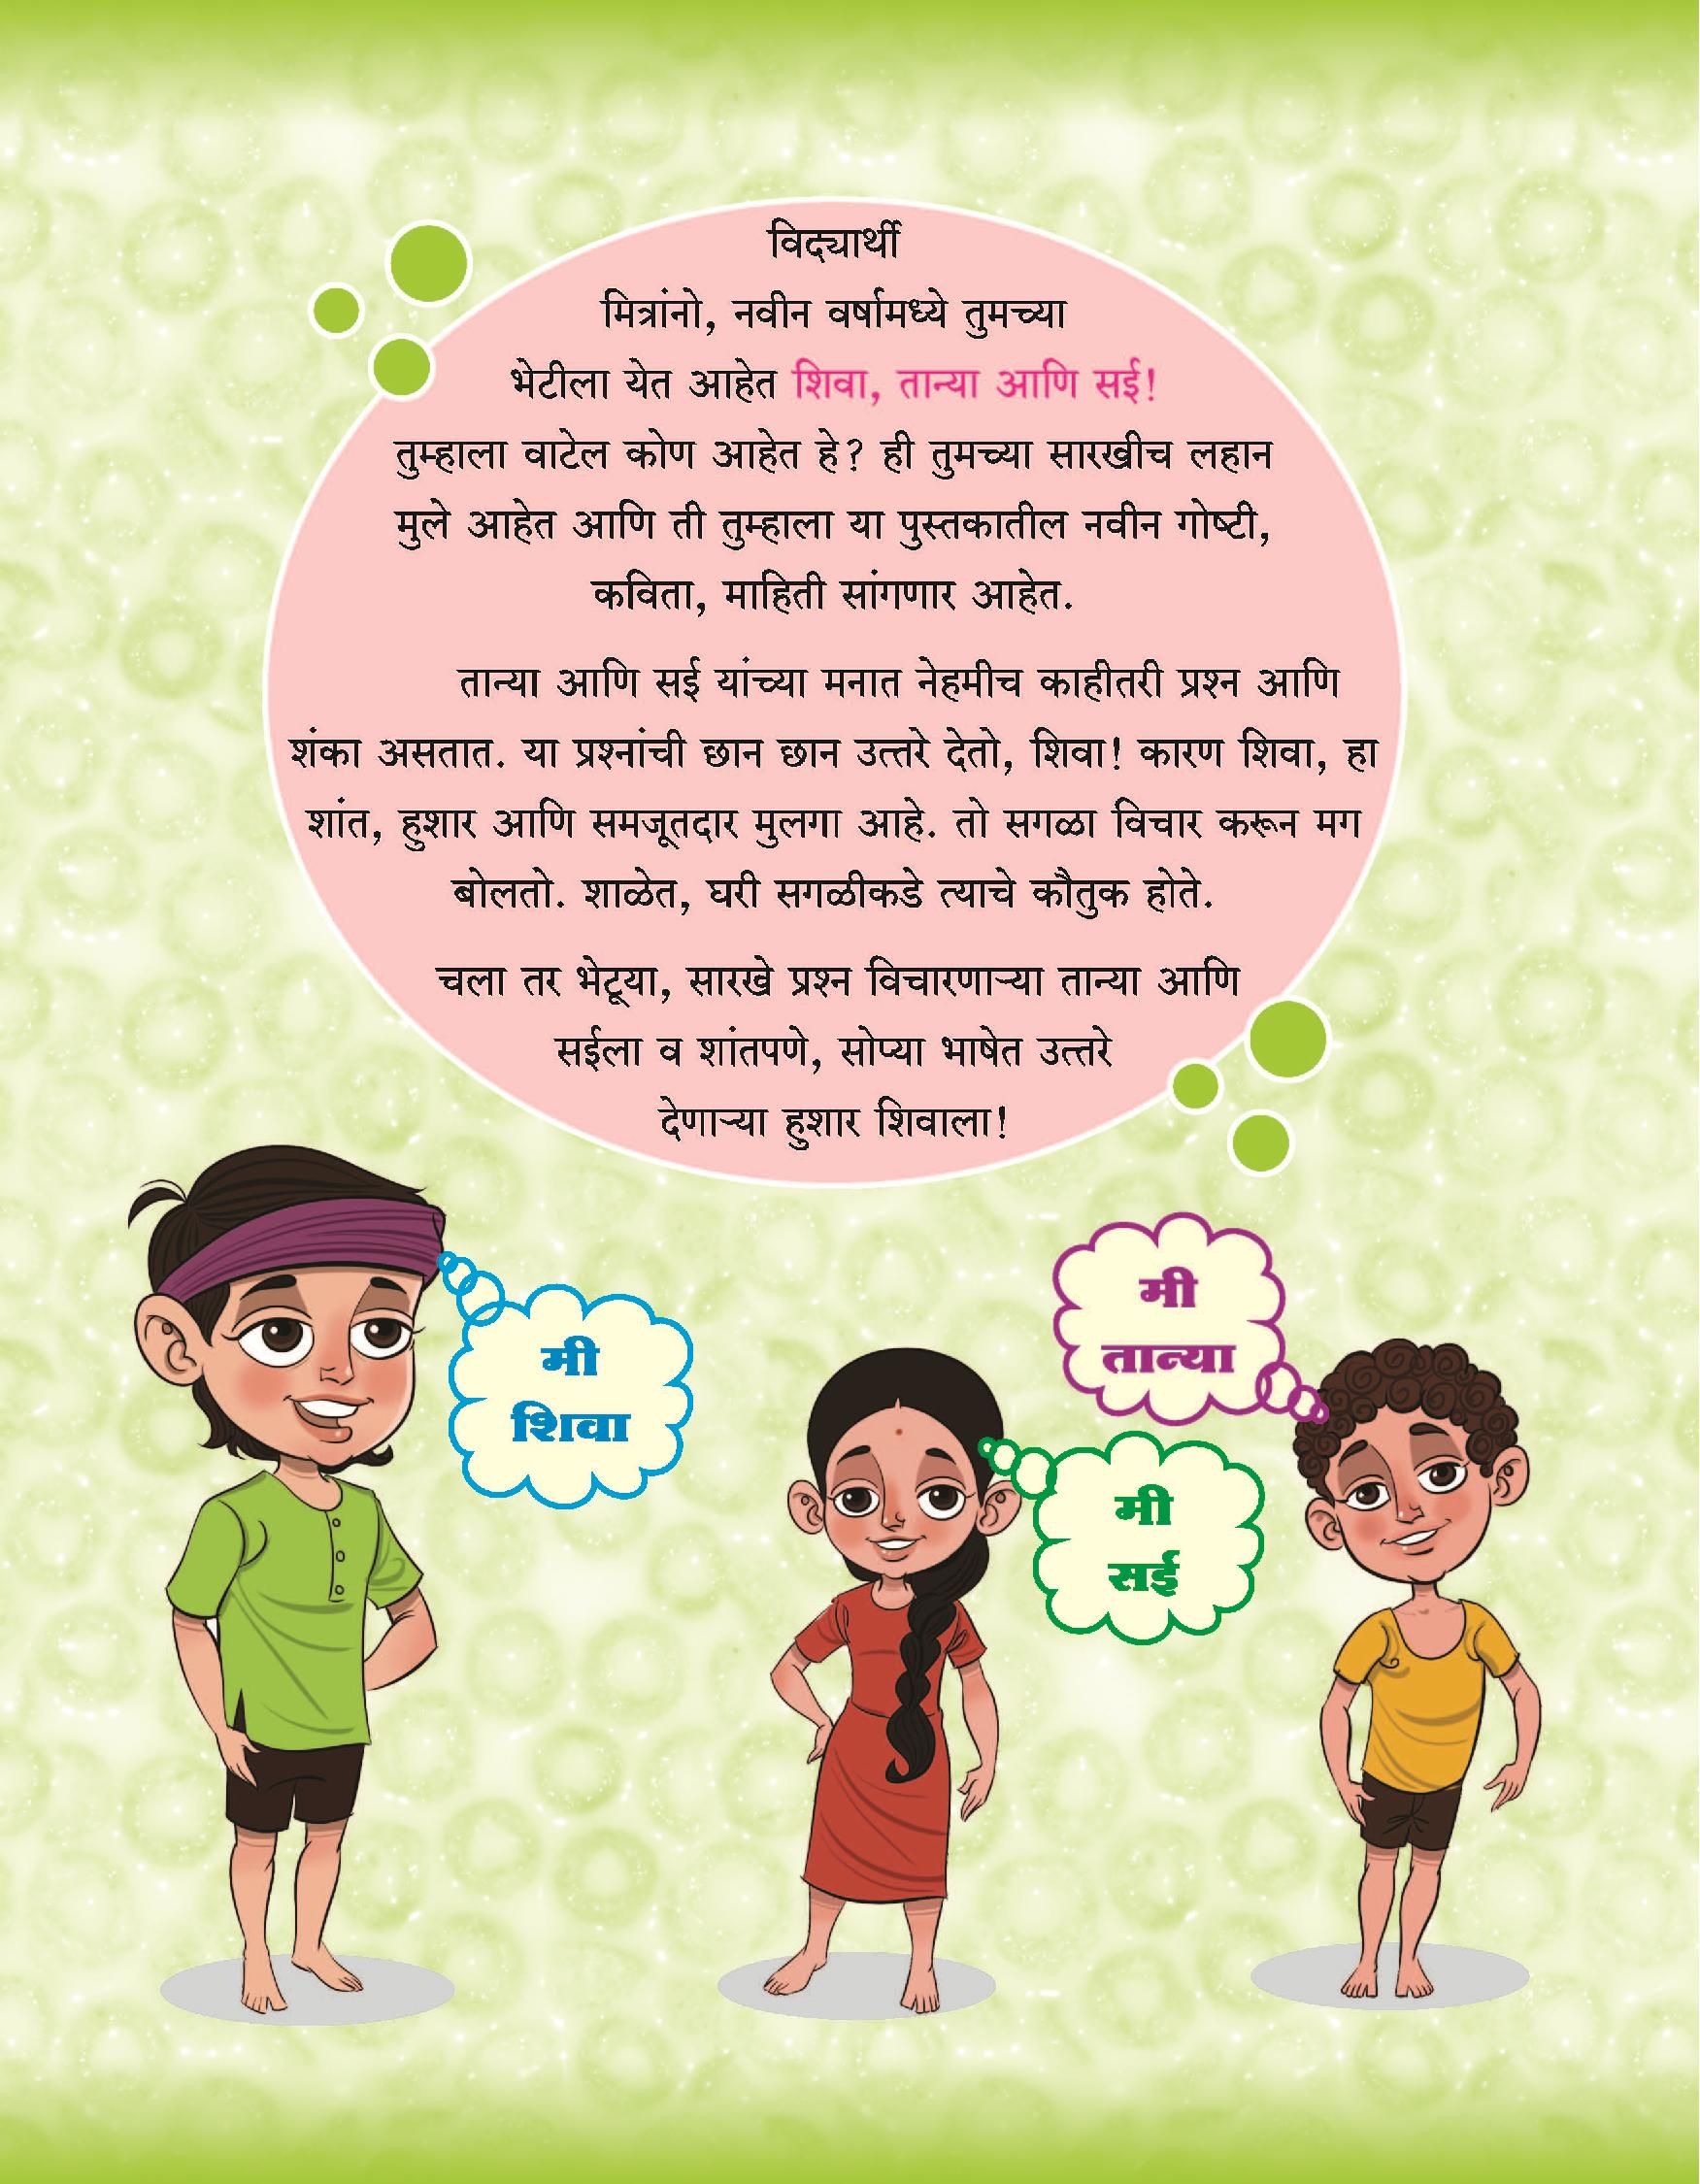 विद्यार्थी
मित्रांनो, नवीन वर्षामध्ये तुमच्या
भेटीला येत आहेत शिवा, तान्या आणि सई!
तुम्हाला वाटेल कोण आहेत हे? ही तुमच्या सारखीच लहान
मुले आहेत आणि ती तुम्हाला या पुस्तकातील नवीन गोष्टी,
कविता, माहिती सांगणार आहेत.
तान्या आणि सई यांच्या मनात नेहमीच काहीतरी प्रश्न आणि
शंका असतात. या प्रश्नांची छान छान उत्तरे देतो, शिवा! कारण शिवा, हा
शांत, हुशार आणि समजूतदार मुलगा आहे. तो सगळा विचार करून मग
बोलतो. शाळेत, घरी सगळीकडे त्याचे कौतुक होते.
चला तर भेटूया, सारखे प्रश्न विचारणाऱ्या तान्या आणि
सईला व शांतपणे, सोप्या भाषेत उत्तरे
देणाऱ्या हुशार शिवाला!
मी
शिवा
मी
तान्या
मी
सई